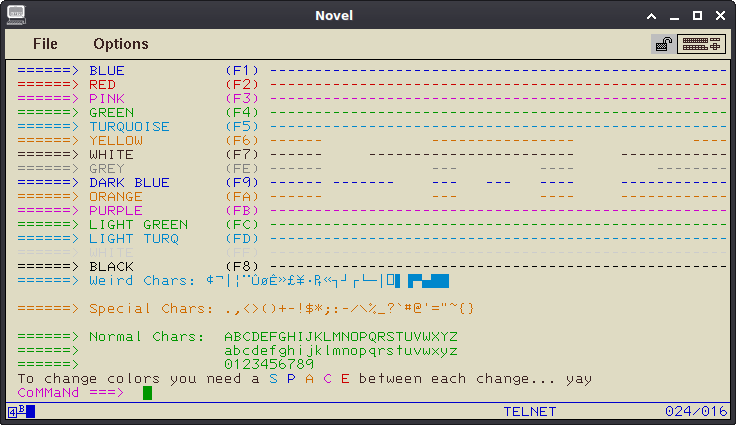 Novel
File Options
======> BLUE (F1) ------------------------------------------------------
======> RED (F2) ------------------------------------------------------
======> PINK (F3) ------------------------------------------------------
======> GREEN (F4) ------------------------------------------------------
======> TURQUOISE (F5) ------------------------------------------------------
======> YELLOW (F6) ------ ----------------- ----
======> WHITE (F7) ------ ------------------------ -------------
======> GREY (FE) ------ --- --- ---
======> DARK BLUE (F9) ------ ------- --- --- ---- -------------
======> ORANGE (FA) ------ --- --- ----
======> PURPLE (FB) ------------------------------------------------------
======> LIGHT GREEN (FC) ------------------------------------------------------
======> LIGHT TURQ (FD) ------------------------------------------------------
======> WHITE
======> BLACK (F8) ------------------------------------------------------
======> Weird Chars: ¢¬|¦¨ÙøÊ»£¥·₧«┐┘┌└─│
======> Special Chars: .,<>()+-!$*;:-/\%_?`#@'="~{}
======> Normal Chars: ABCDEFGHIJKLMNOPQRSTUVWXYZ
======> abcdefghijklmnopqrstuvwxyz
======> 0123456789
To change colors you need a S P A C E between each change... yay
CoMMaNd ===>
4B TELNET 024/016